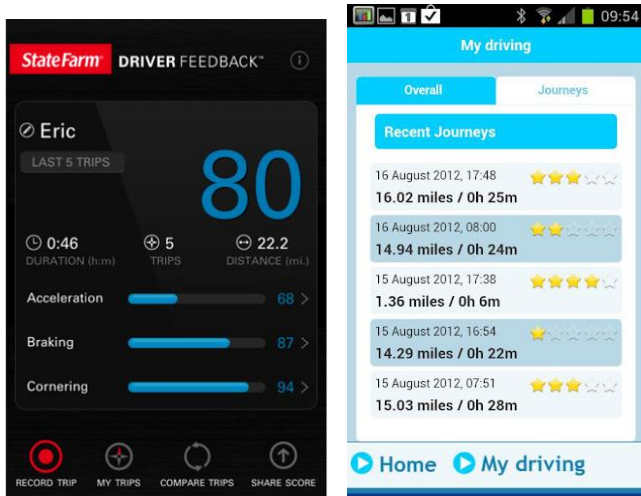 StateFarm™ DRIVER FEEDBACK™
Eric
LAST 5 TRIPS
80
0:46
DURATION (h:m)
5
TRIPS
22.2
DISTANCE (mi.)
Acceleration 68 >
Braking 87 >
Cornering 94 >
RECORD TRIP MY TRIPS COMPARE TRIPS SHARE SCORE
1 09:54
My driving
Overall Journeys
Recent Journeys
16 August 2012, 17:48
16.02 miles / 0h 25m
16 August 2012, 08:00
14.94 miles / 0h 24m
15 August 2012, 17:38
1.36 miles / 0h 6m
15 August 2012, 16:54
14.29 miles / 0h 22m
15 August 2012, 07:51
15.03 miles / 0h 28m
Home My driving